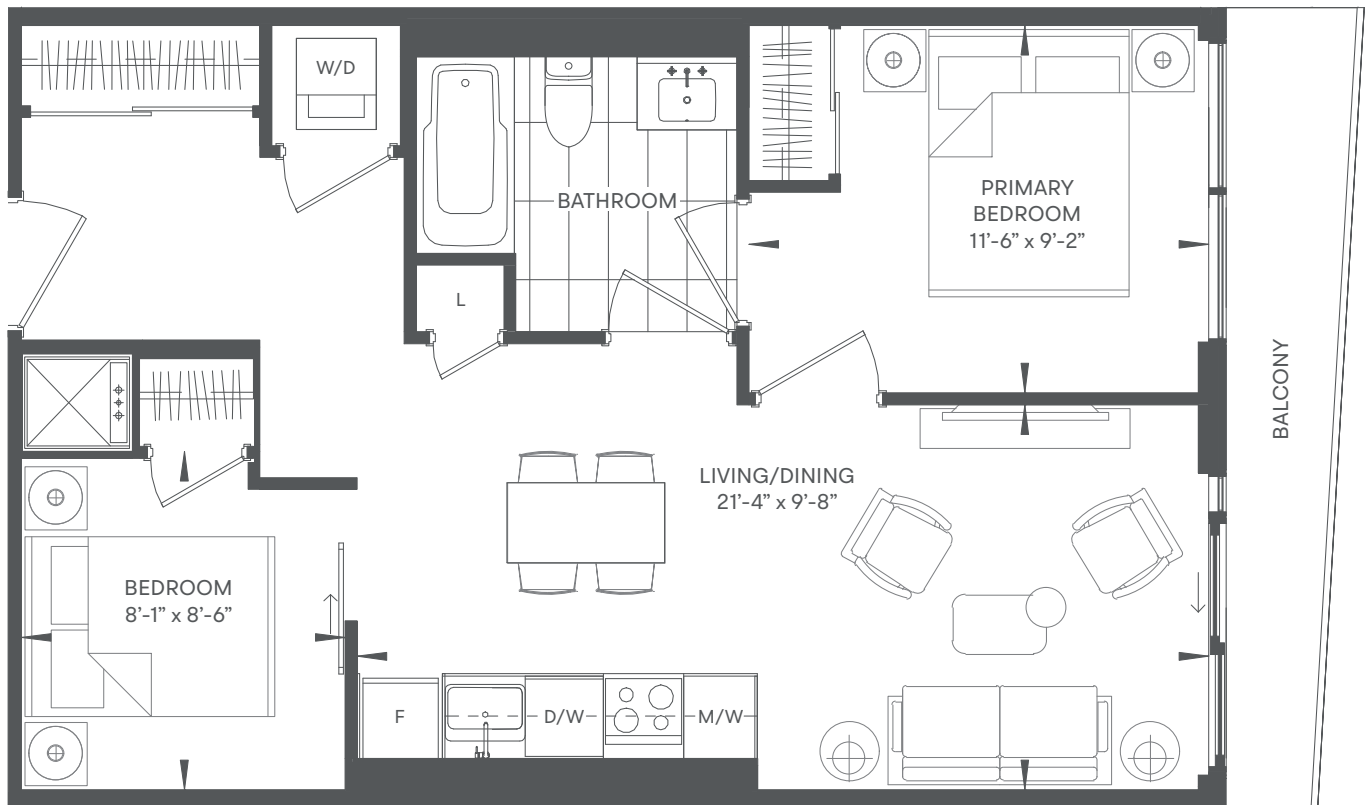 W/D
BATHROOM
PRIMARY
BEDROOM
11’-6” x 9’-2”
L
BALCONY
LIVING/DINING
21’-4” x 9’-8”
BEDROOM
8’-1” x 8’-6”
F
D/W
M/W